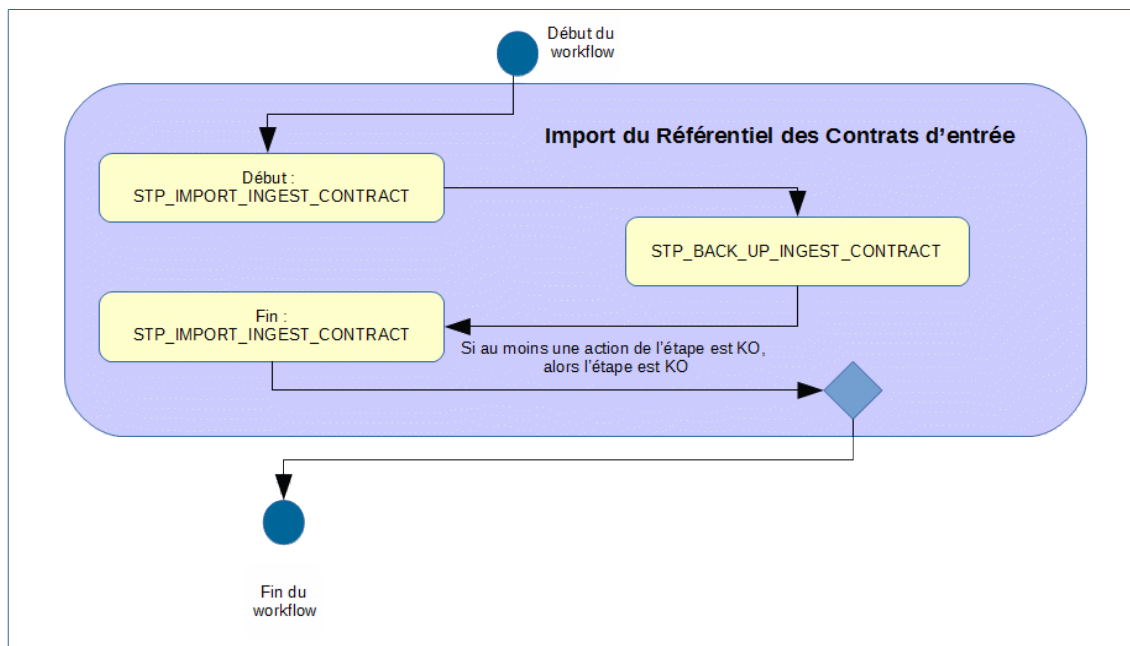 Début du
workflow
Import du Référentiel des Contrats d’entrée
Début :
STP_IMPORT_INGEST_CONTRACT
STP_BACK_UP_INGEST_CONTRACT
Fin :
STP_IMPORT_INGEST_CONTRACT
Si au moins une action de l’étape est KO,
alors l’étape est KO
Fin du
workflow